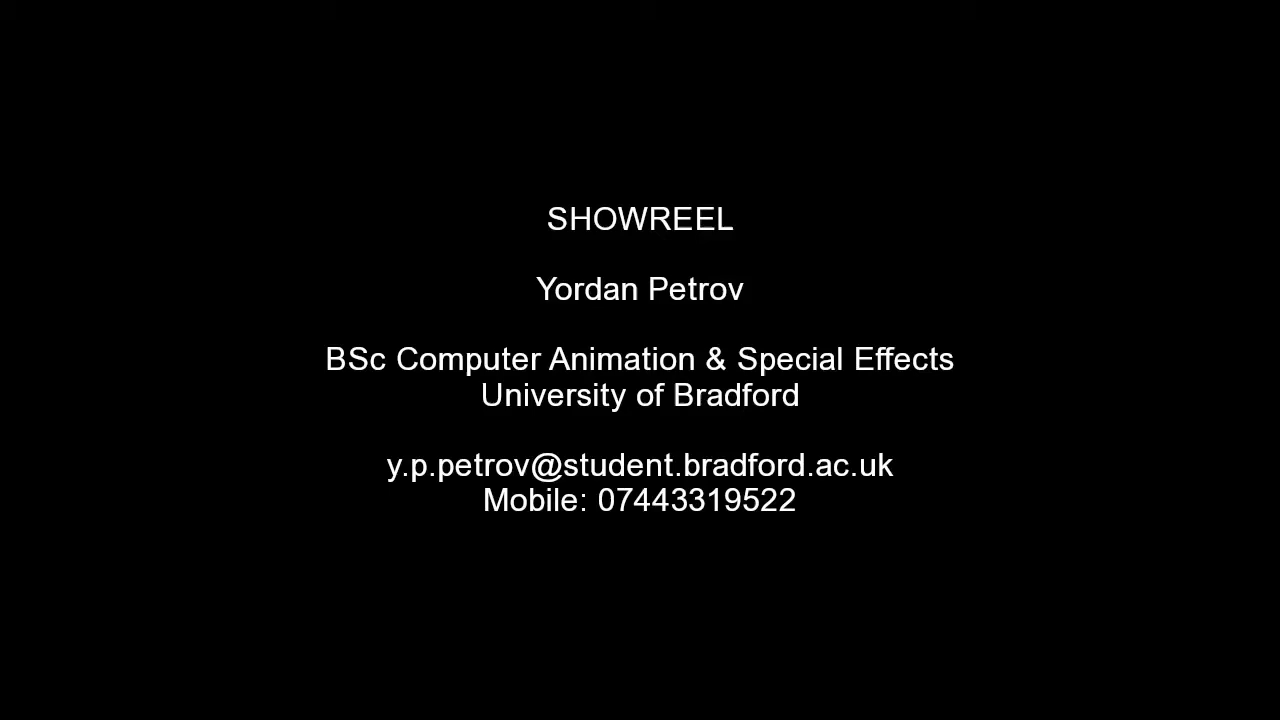 SHOWREEL
Yordan Petrov
BSc Computer Animation & Special Effects
University of Bradford
y.p.petrov@student.bradford.ac.uk
Mobile: 07443319522